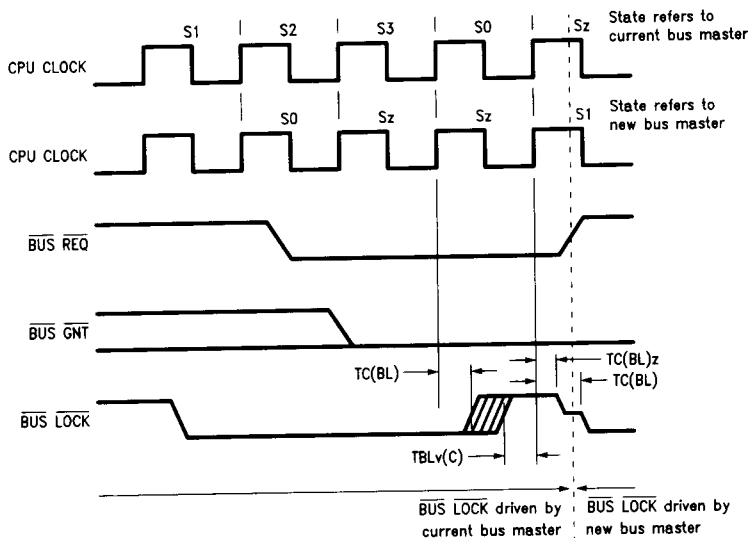 S1 S2 S3 S0 Sz
State refers to
current bus master
CPU CLOCK
S0 Sz Sz S1
State refers to
new bus master
CPU CLOCK
BUS REQ
BUS GNT
TC(BL)
TC(BL)z
TC(BL)
BUS LOCK
TBLv(C)
BUS LOCK driven by
current bus master
BUS LOCK driven by
new bus master